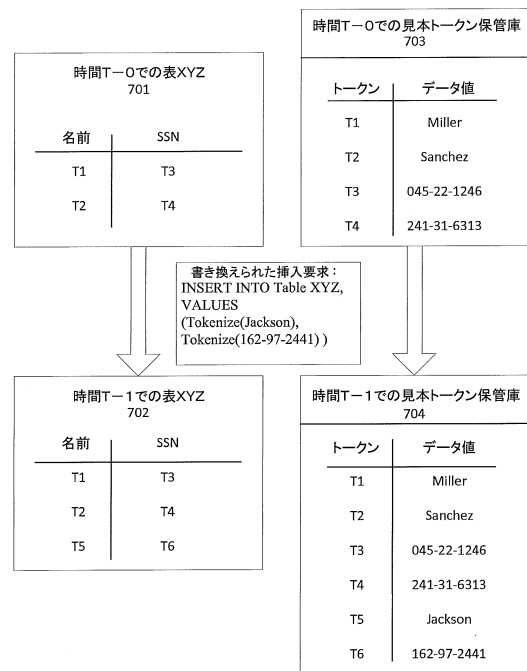 時間T－0での表XYZ
701
名前 SSN
T1 T3
T2 T4
時間T－0での見本トークン保管庫
703
トークン データ値
T1 Miller
T2 Sanchez
T3 045-22-1246
T4 241-31-6313
書き換えられた挿入要求：
INSERT INTO Table XYZ,
VALUES
(Tokenize(Jackson),
Tokenize(162-97-2441) )
時間T－1での表XYZ
702
名前 SSN
T1 T3
T2 T4
T5 T6
時間T－1での見本トークン保管庫
704
トークン データ値
T1 Miller
T2 Sanchez
T3 045-22-1246
T4 241-31-6313
T5 Jackson
T6 162-97-2441